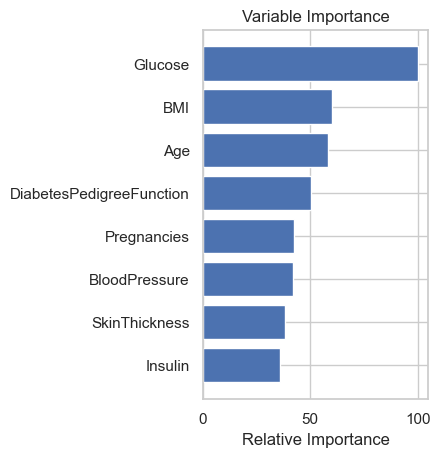 Variable Importance
Glucose
BMI
Age
DiabetesPedigreeFunction
Pregnancies
BloodPressure
SkinThickness
Insulin
0 50 100
Relative Importance